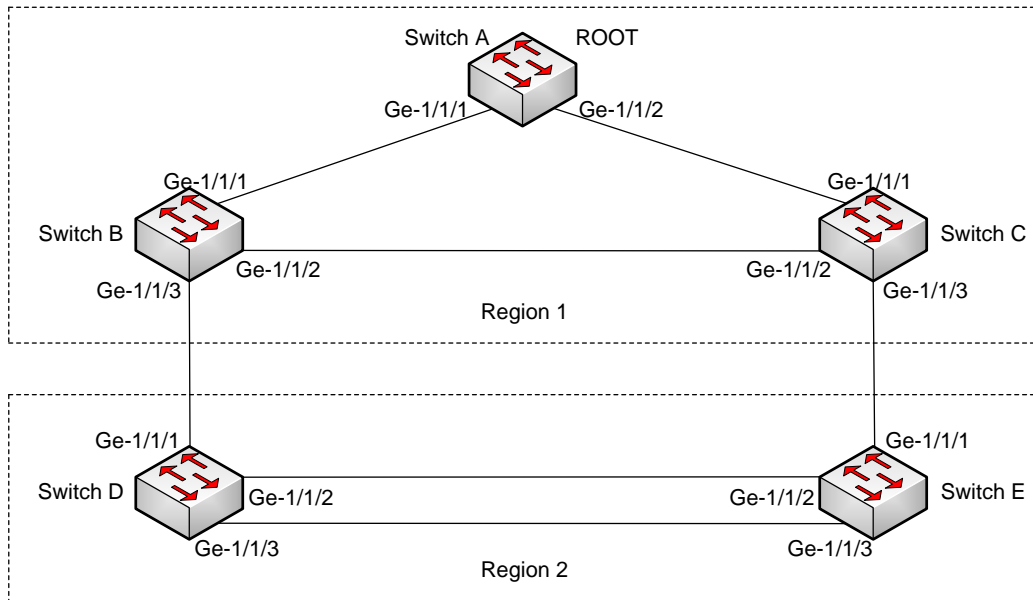 Switch A
ROOT
Ge-1/1/1
Ge-1/1/2
Ge-1/1/1
Ge-1/1/1
Switch B
Switch C
Ge-1/1/2
Ge-1/1/2
Ge-1/1/3
Ge-1/1/3
Region 1
Ge-1/1/1
Ge-1/1/1
Switch D
Ge-1/1/2
Ge-1/1/2
Switch E
Ge-1/1/3
Ge-1/1/3
Region 2